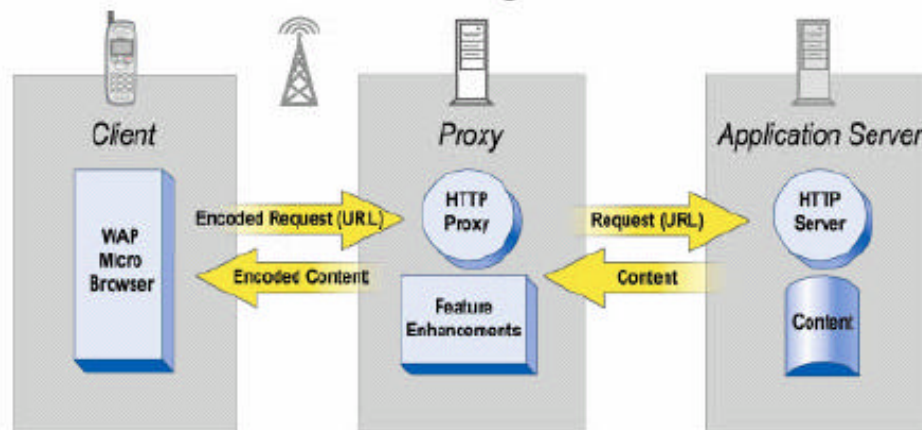 Client
Proxy
Application Server
WAP
Micro
Browser
Encoded Request (URL)
Encoded Content
HTTP
Proxy
Feature
Enhancements
Request (URL)
Content
HTTP
Server
Content